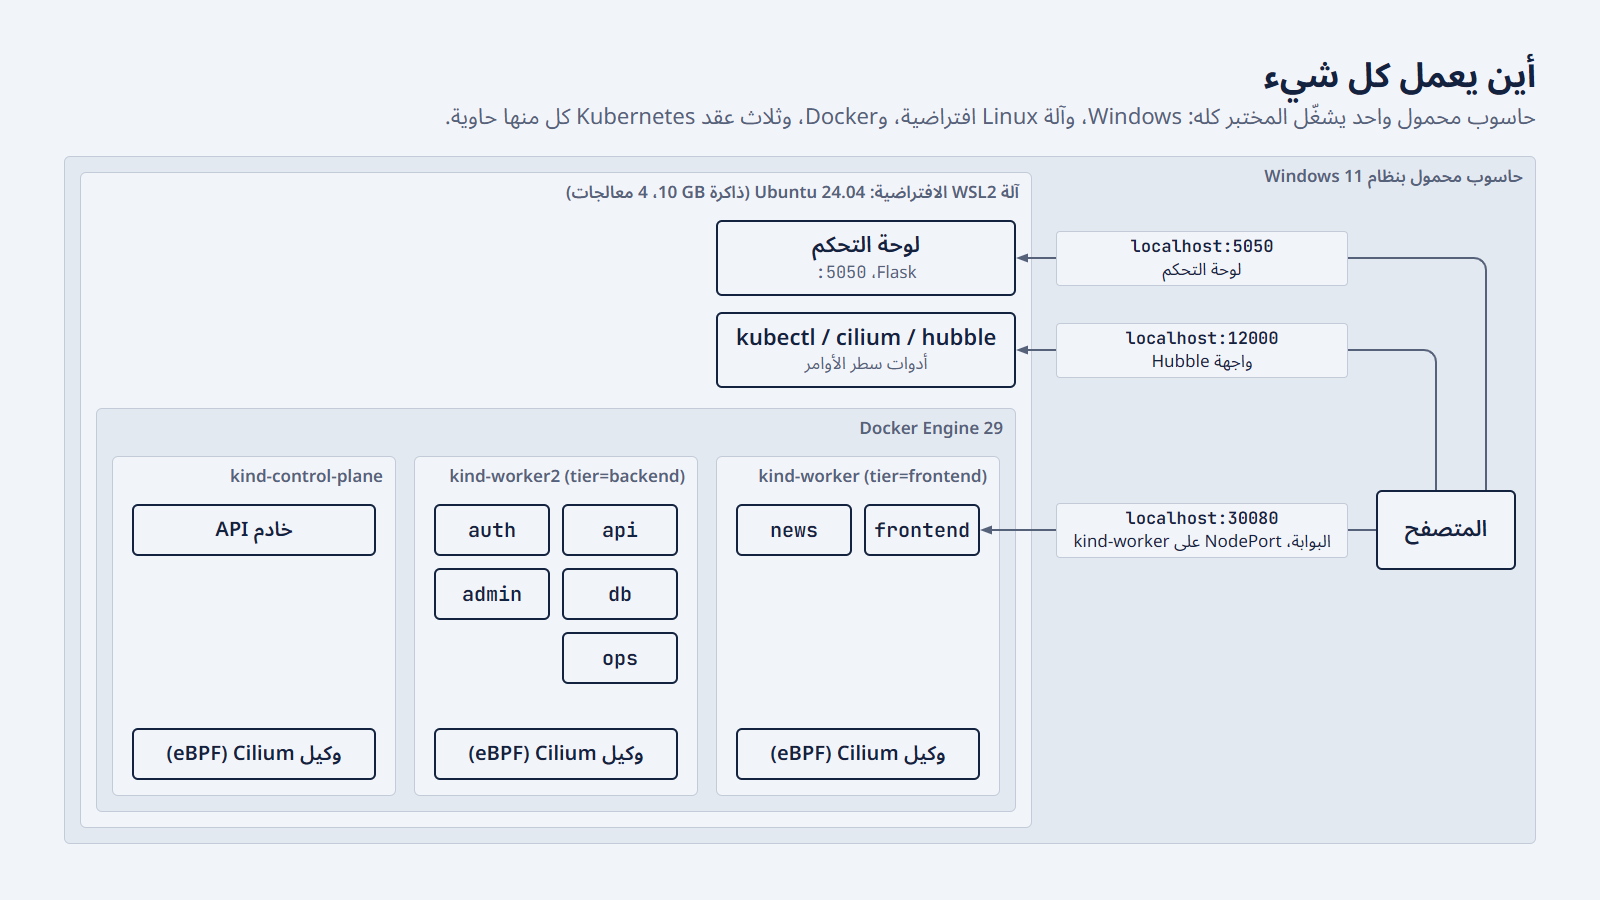 أين يعمل كل شيء
حاسوب محمول واحد يشغّل المختبر كله: Windows، وآلة Linux افتراضية، وDocker، وثلاث عقد Kubernetes كل منها حاوية.
حاسوب محمول بنظام Windows 11
آلة WSL2 الافتراضية: Ubuntu 24.04 (ذاكرة 10 GB، 4 معالجات)
لوحة التحكم
Flask، :5050
localhost:5050
لوحة التحكم
kubectl / cilium / hubble
أدوات سطر الأوامر
localhost:12000
واجهة Hubble
Docker Engine 29
المتصفح
localhost:30080
البوابة، NodePort على kind-worker
kind-worker (tier=frontend)
frontend
news
وكيل Cilium (eBPF)
kind-worker2 (tier=backend)
api
auth
db
admin
ops
وكيل Cilium (eBPF)
kind-control-plane
خادم API
وكيل Cilium (eBPF)